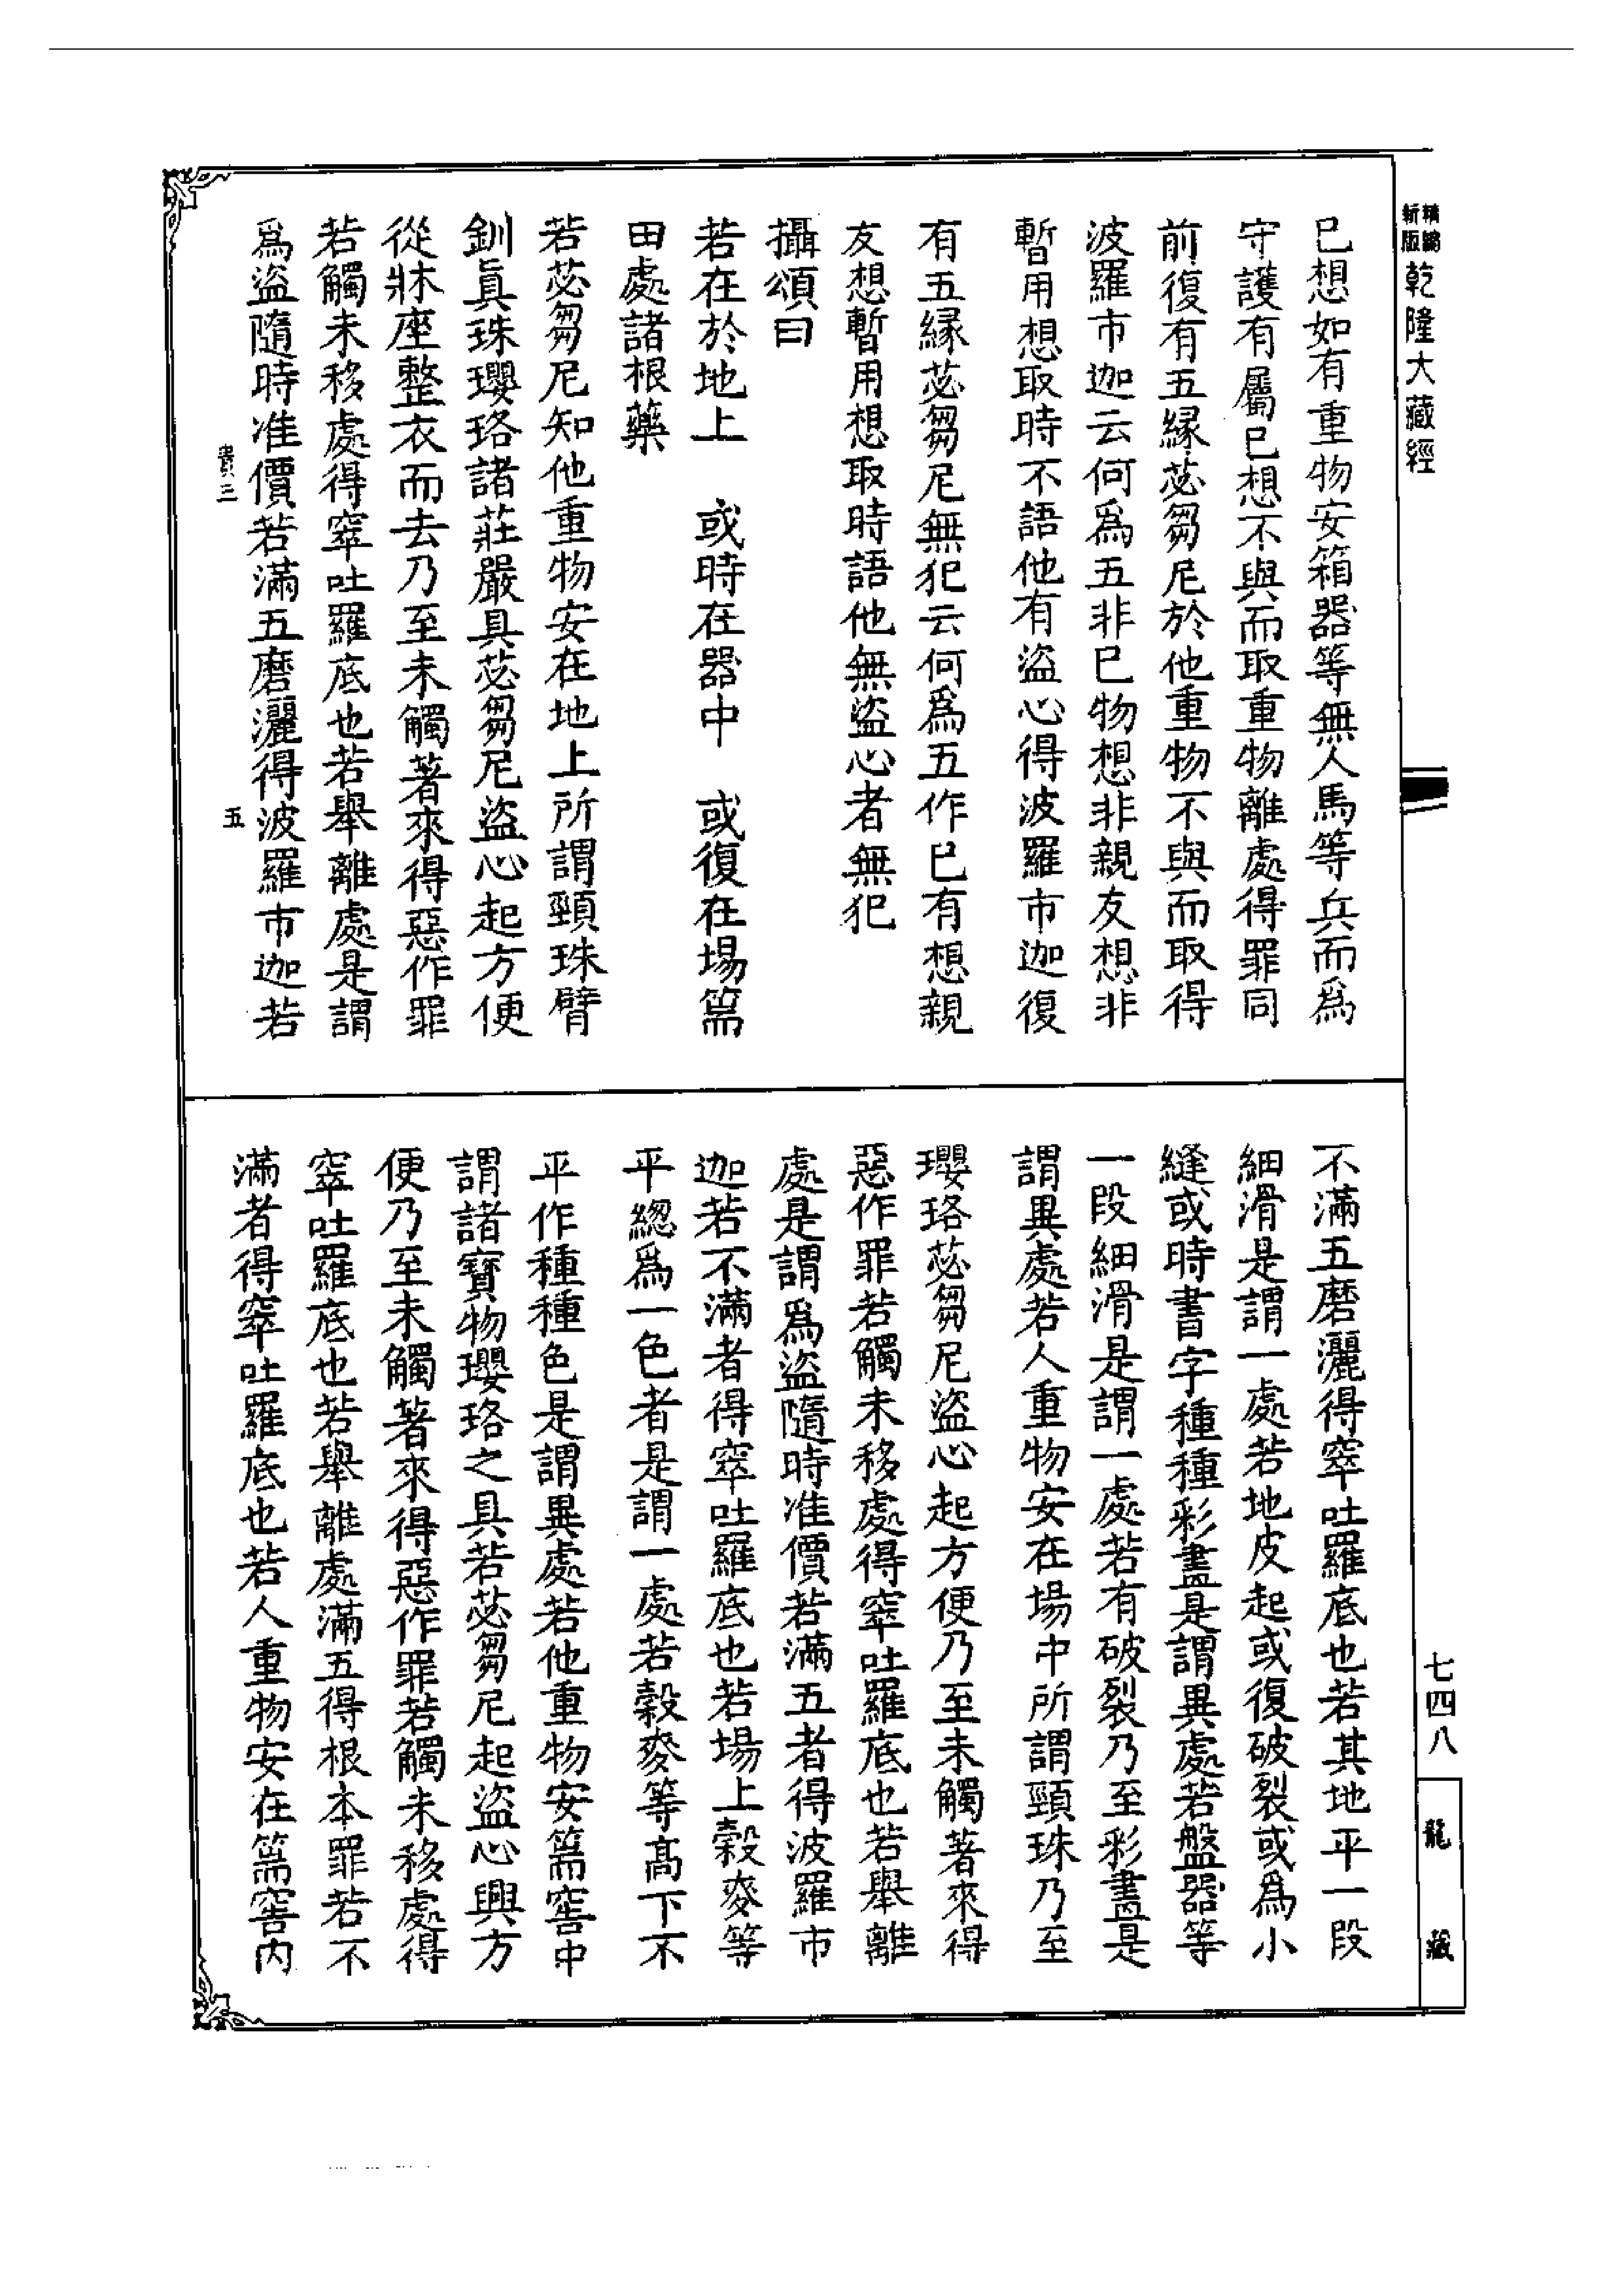 新編
新版
乾隆大藏經
己想如有重物安箱器等無人馬等兵而爲
守護有屬己想不與而取重物離處得罪同
前復有五縁苾芻尼於他重物不與而取得
波羅市迦云何爲五非己物想非親友想非
暫用想取時不語他有盜心得波羅市迦復
有五縁苾芻尼無犯云何爲五作己有想親
友想暫用想取時語他無盜心者無犯
攝頌曰
若在於地上　或時在器中　或復在場篅
田處諸根藥
若苾芻尼知他重物安在地上所謂頸珠臂
釧眞珠瓔珞諸莊嚴具苾芻尼盜心起方便
從牀座整衣而去乃至未觸著來得惡作罪
若觸未移處得窣吐羅底也若舉離處是謂
爲盜隨時准價若滿五磨灑得波羅市迦若
貴三
五
不滿五磨灑得窣吐羅底也若其地平一段
細滑是謂一處若地皮起或復破裂或爲小
縫或時書字種種彩畫是謂異處若盤器等
一段細滑是謂一處若有破裂乃至彩畫是
謂異處若人重物安在場中所謂頸珠乃至
瓔珞苾芻尼盜心起方便乃至未觸著來得
惡作罪若觸未移處得窣吐羅底也若舉離
處是謂爲盜隨時准價若滿五者得波羅市
迦若不滿者得窣吐羅底也若場上穀麥等
平緫爲一色者是謂一處若穀麥等高下不
平作種種色是謂異處若他重物安篅窖中
謂諸寶物瓔珞之具若苾芻尼起盜心興方
便乃至未觸著來得惡作罪若觸未移處得
窣吐羅底也若舉離處滿五得根本罪若不
滿者得窣吐羅底也若人重物安在篅窖内
七四八
龍藏